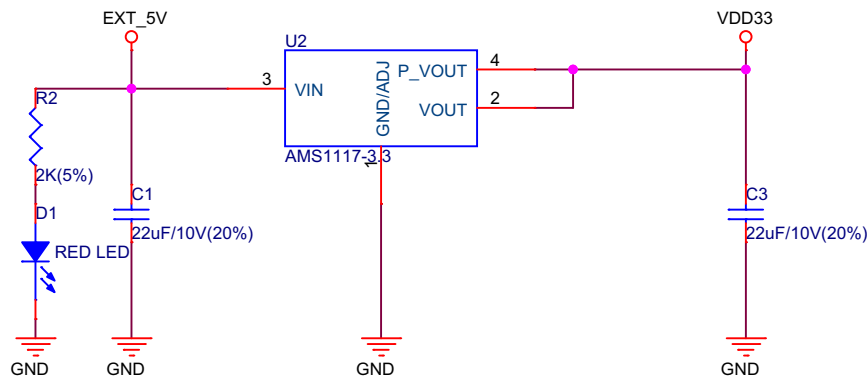 EXT_5V
VDD33
U2
3
VIN
GND/ADJ
P_VOUT
4
VOUT
2
AMS1117-3.3
1
R2
2K(5%)
D1
RED LED
C1
22uF/10V(20%)
C3
22uF/10V(20%)
GND
GND
GND
GND